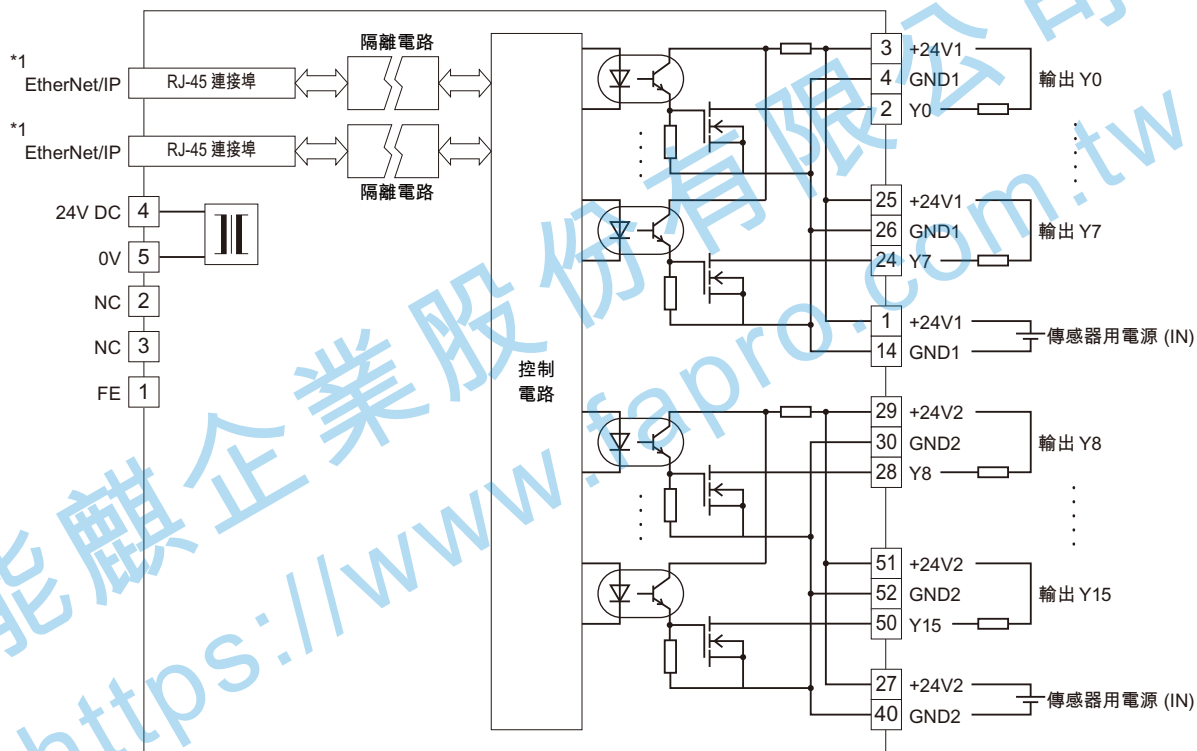 *1
EtherNet/IP
RJ-45 連接埠
隔離電路
*1
EtherNet/IP
RJ-45 連接埠
隔離電路
24V DC 4
0V 5
NC 2
NC 3
FE 1
控制
電路
3 +24V1
4 GND1
2 Y0
輸出 Y0
25 +24V1
26 GND1
24 Y7
輸出 Y7
1 +24V1
14 GND1
傳感器用電源 (IN)
29 +24V2
30 GND2
28 Y8
輸出 Y8
51 +24V2
52 GND2
50 Y15
輸出 Y15
27 +24V2
40 GND2
傳感器用電源 (IN)
能麒企業股份有限公司
https://www.fapro.com.tw